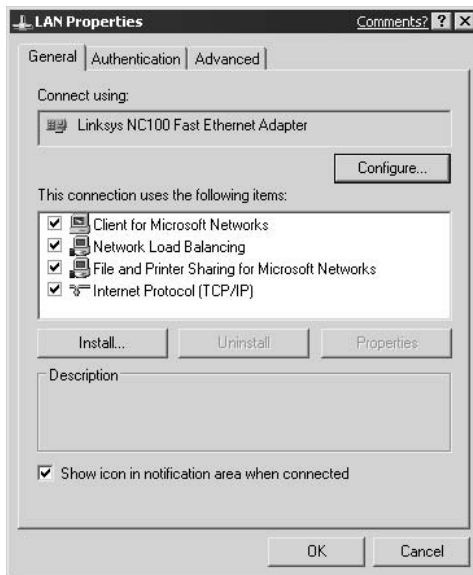 LAN Properties Comments? ? X
General Authentication Advanced
Connect using:
Linksys NC100 Fast Ethernet Adapter
Configure...
This connection uses the following items:
Client for Microsoft Networks
Network Load Balancing
File and Printer Sharing for Microsoft Networks
Internet Protocol (TCP/IP)
Install... Uninstall Properties
Description
Show icon in notification area when connected
OK Cancel